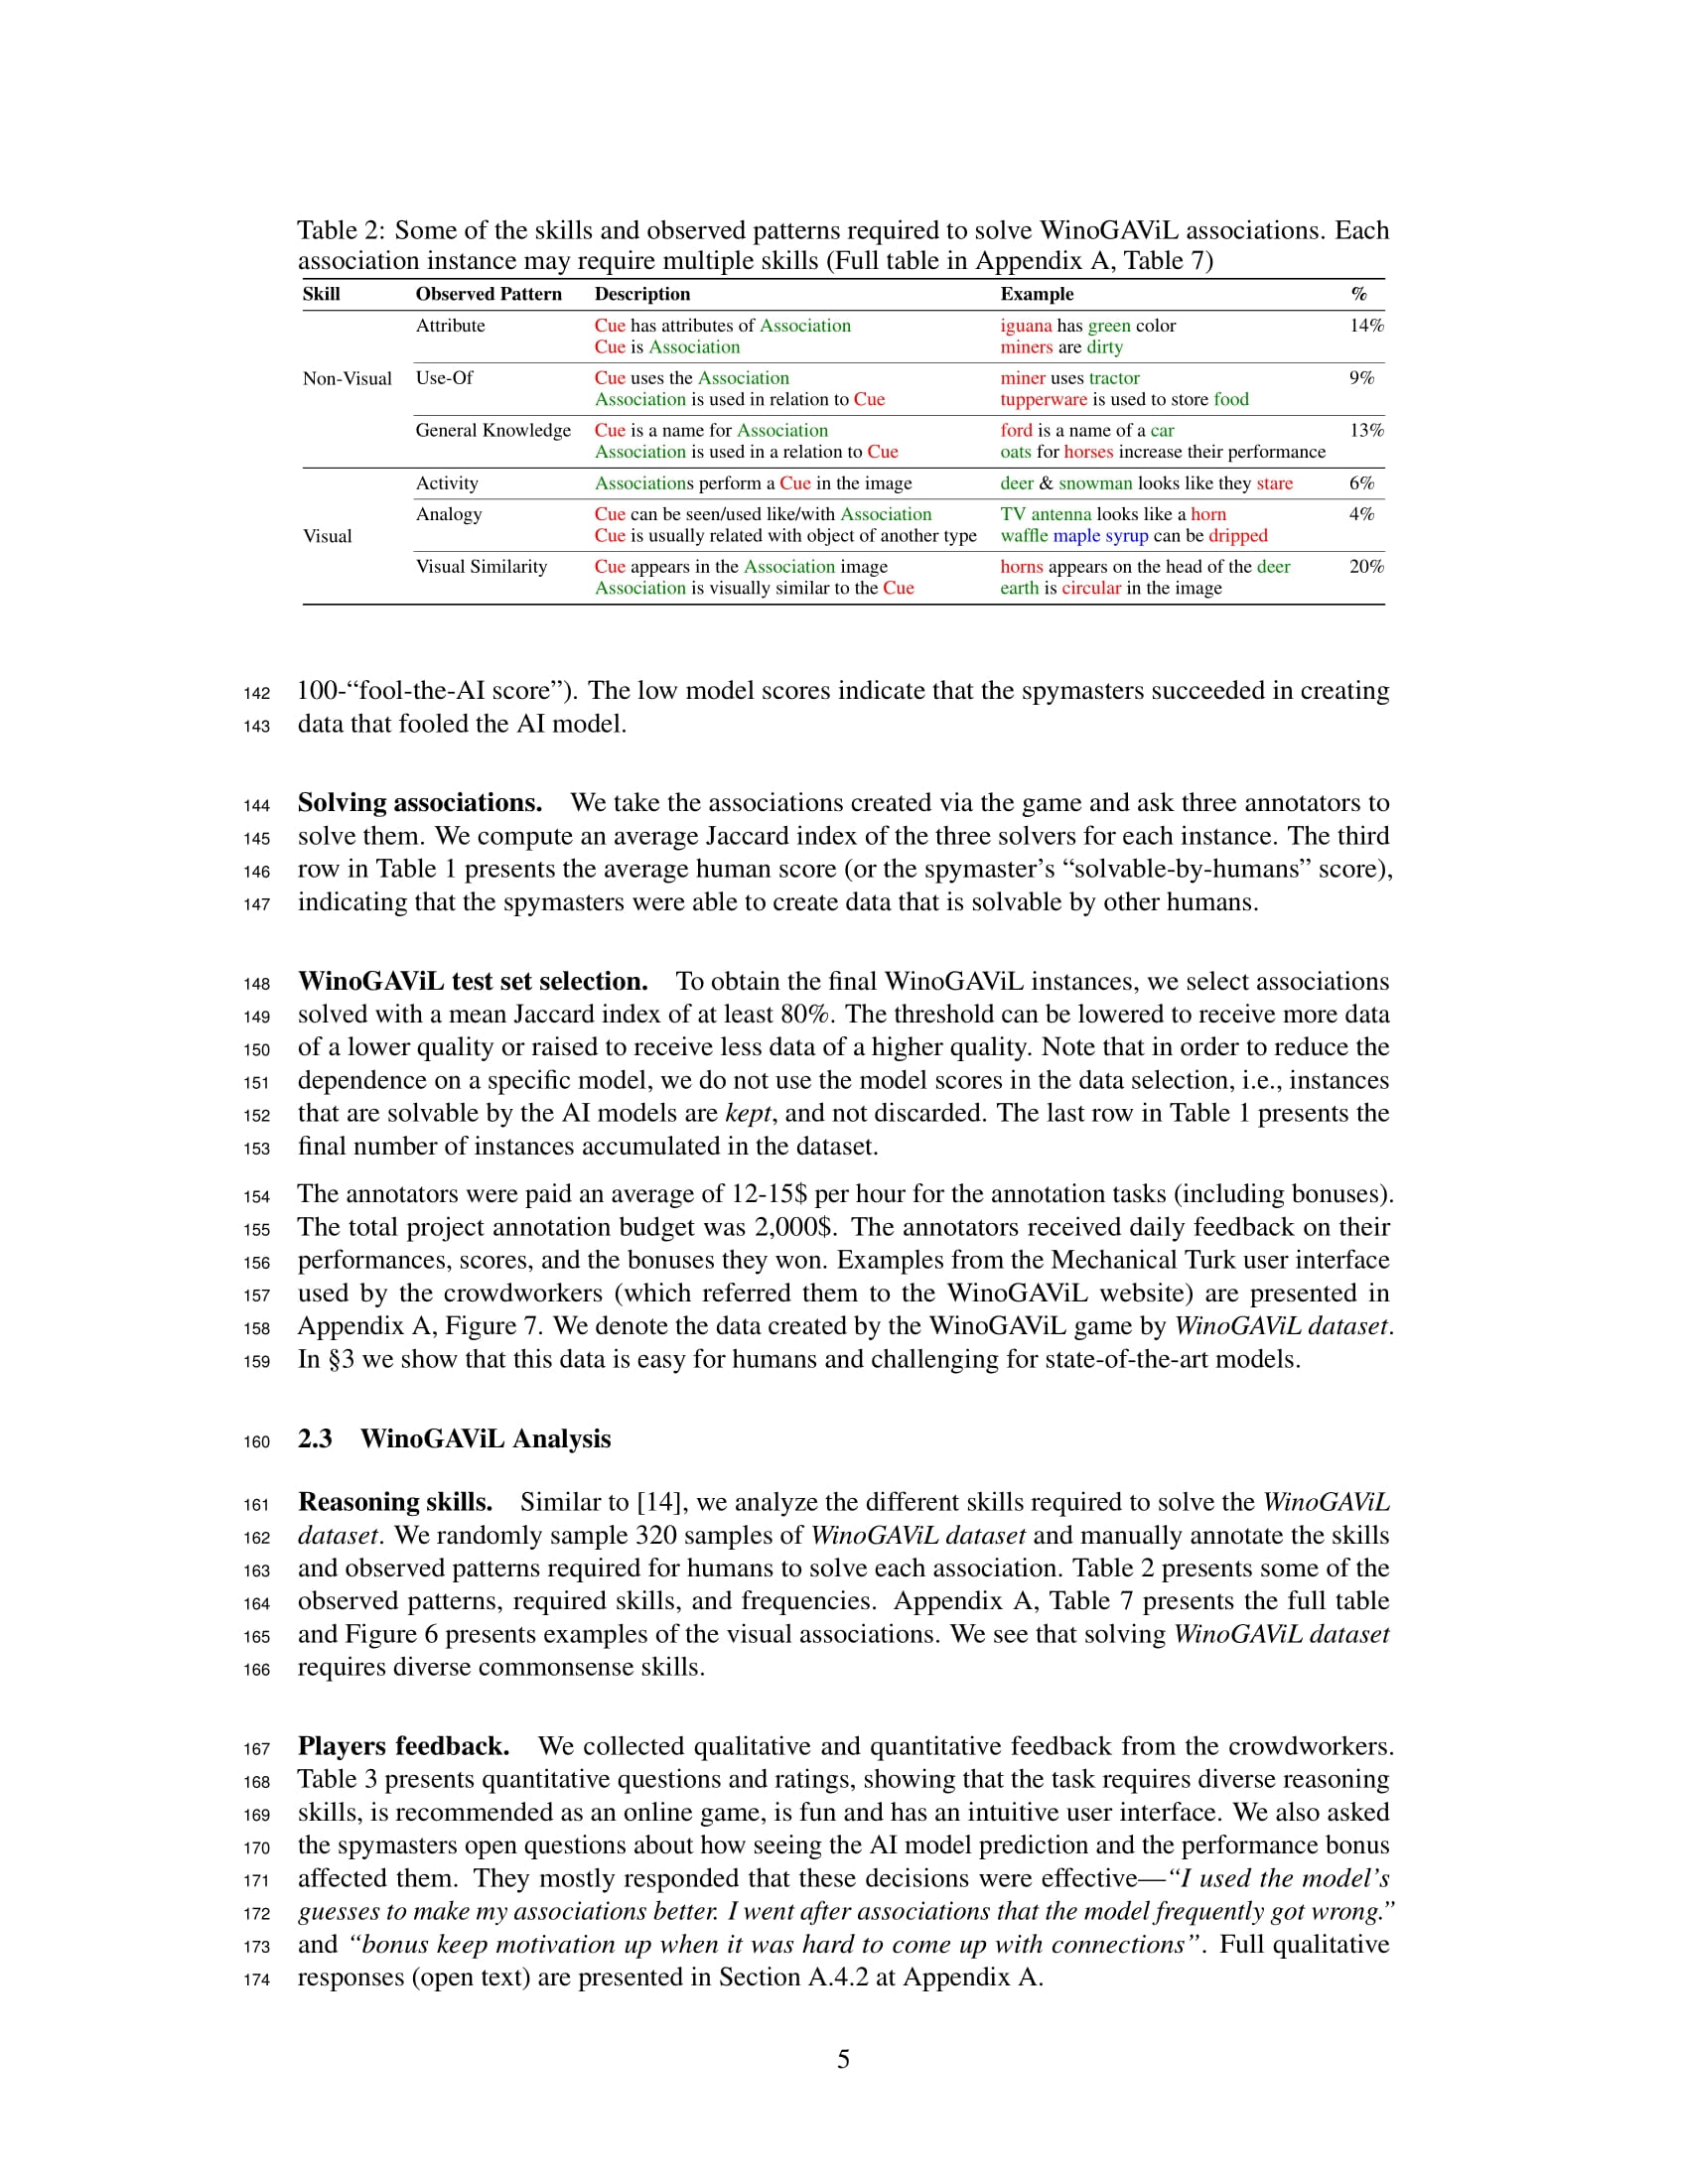 Table 2: Some of the skills and observed patterns required to solve WinoGAViL associations. Each
association instance may require multiple skills (Full table in Appendix A, Table 7)
Skill Observed Pattern Description Example %
Attribute Cue has attributes of Association iguana has green color 14%
Cue is Association miners are dirty
Non-Visual Use-Of Cue uses the Association miner uses tractor 9%
Association is used in relation to Cue tupperware is used to store food
General Knowledge Cue is a name for Association ford is a name of a car 13%
Association is used in a relation to Cue oats for horses increase their performance
Activity Associations perform a Cue in the image deer & snowman looks like they stare 6%
Analogy Cue can be seen/used like/with Association TV antenna looks like a horn 4%
Visual Cue is usually related with object of another type waffle maple syrup can be dripped
Visual Similarity Cue appears in the Association image horns appears on the head of the deer 20%
Association is visually similar to the Cue earth is circular in the image
142 100-“fool-the-AI score”). The low model scores indicate that the spymasters succeeded in creating
143 data that fooled the AI model.
144 Solving associations. We take the associations created via the game and ask three annotators to
145 solve them. We compute an average Jaccard index of the three solvers for each instance. The third
146 row in Table 1 presents the average human score (or the spymaster’s “solvable-by-humans” score),
147 indicating that the spymasters were able to create data that is solvable by other humans.
148 WinoGAViL test set selection. To obtain the final WinoGAViL instances, we select associations
149 solved with a mean Jaccard index of at least 80%. The threshold can be lowered to receive more data
150 of a lower quality or raised to receive less data of a higher quality. Note that in order to reduce the
151 dependence on a specific model, we do not use the model scores in the data selection, i.e., instances
152 that are solvable by the AI models are kept, and not discarded. The last row in Table 1 presents the
153 final number of instances accumulated in the dataset.
154 The annotators were paid an average of 12-15$ per hour for the annotation tasks (including bonuses).
155 The total project annotation budget was 2,000$. The annotators received daily feedback on their
156 performances, scores, and the bonuses they won. Examples from the Mechanical Turk user interface
157 used by the crowdworkers (which referred them to the WinoGAViL website) are presented in
158 Appendix A, Figure 7. We denote the data created by the WinoGAViL game by WinoGAViL dataset.
159 In §3 we show that this data is easy for humans and challenging for state-of-the-art models.
160 2.3 WinoGAViL Analysis
161 Reasoning skills. Similar to [14], we analyze the different skills required to solve the WinoGAViL
162 dataset. We randomly sample 320 samples of WinoGAViL dataset and manually annotate the skills
163 and observed patterns required for humans to solve each association. Table 2 presents some of the
164 observed patterns, required skills, and frequencies. Appendix A, Table 7 presents the full table
165 and Figure 6 presents examples of the visual associations. We see that solving WinoGAViL dataset
166 requires diverse commonsense skills.
167 Players feedback. We collected qualitative and quantitative feedback from the crowdworkers.
168 Table 3 presents quantitative questions and ratings, showing that the task requires diverse reasoning
169 skills, is recommended as an online game, is fun and has an intuitive user interface. We also asked
170 the spymasters open questions about how seeing the AI model prediction and the performance bonus
171 affected them. They mostly responded that these decisions were effective—“I used the model’s
172 guesses to make my associations better. I went after associations that the model frequently got wrong.”
173 and “bonus keep motivation up when it was hard to come up with connections”. Full qualitative
174 responses (open text) are presented in Section A.4.2 at Appendix A.
5